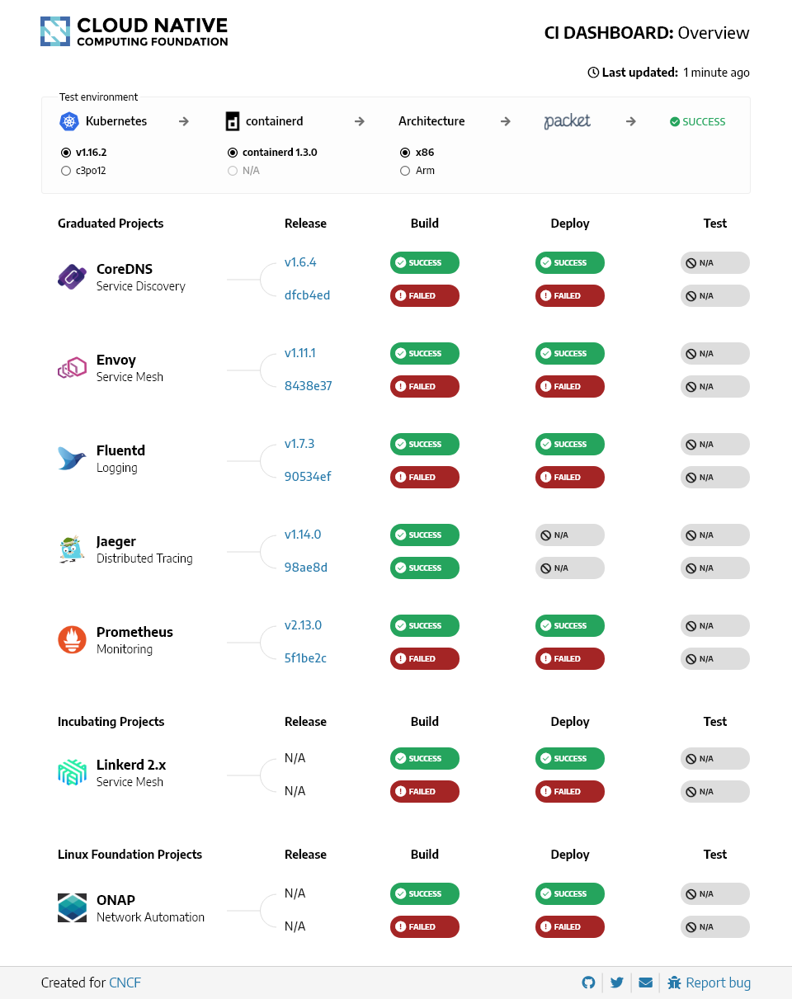 CLOUD NATIVE
COMPUTING FOUNDATION
CI DASHBOARD: Overview
Last updated: 1 minute ago
Test environment
Kubernetes containerd Architecture packet SUCCESS
v1.16.2 containerd 1.3.0 x86
c3po12 N/A Arm
Graduated Projects Release Build Deploy Test
CoreDNS
Service Discovery
v1.6.4 SUCCESS SUCCESS N/A
dfcb4ed FAILED FAILED N/A
Envoy
Service Mesh
v1.11.1 SUCCESS SUCCESS N/A
8438e37 FAILED FAILED N/A
Fluentd
Logging
v1.7.3 SUCCESS SUCCESS N/A
90534ef FAILED FAILED N/A
Jaeger
Distributed Tracing
v1.14.0 SUCCESS N/A N/A
98ae8d SUCCESS N/A N/A
Prometheus
Monitoring
v2.13.0 SUCCESS SUCCESS N/A
5f1be2c FAILED FAILED N/A
Incubating Projects Release Build Deploy Test
Linkerd 2.x
Service Mesh
N/A SUCCESS SUCCESS N/A
N/A FAILED FAILED N/A
Linux Foundation Projects Release Build Deploy Test
ONAP
Network Automation
N/A SUCCESS SUCCESS N/A
N/A FAILED FAILED N/A
Created for CNCF Report bug